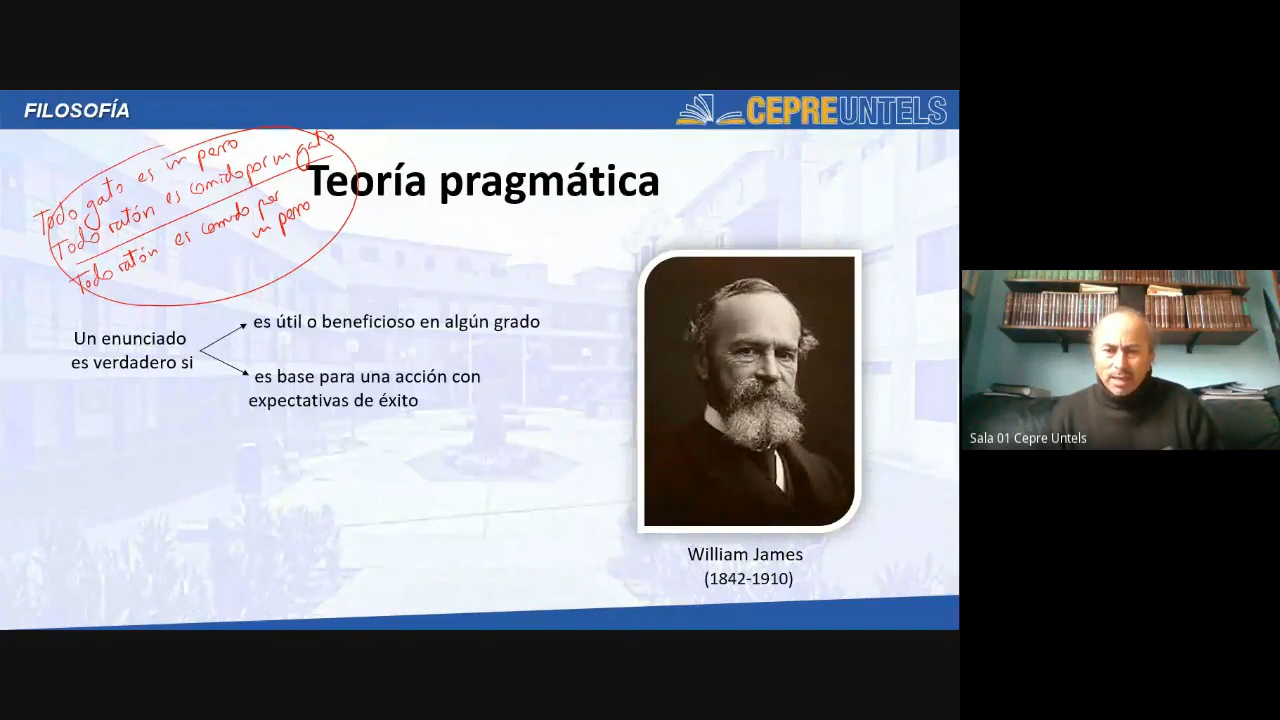 FILOSOFÍA
CEPREUNTELS
Todo gato es un perro
Todo ratón es comido por un gato
Todo ratón es comido por
un perro
Teoría pragmática
Un enunciado
es verdadero si
es útil o beneficioso en algún grado
es base para una acción con
expectativas de éxito
William James
(1842-1910)
Sala 01 Cepre Untels